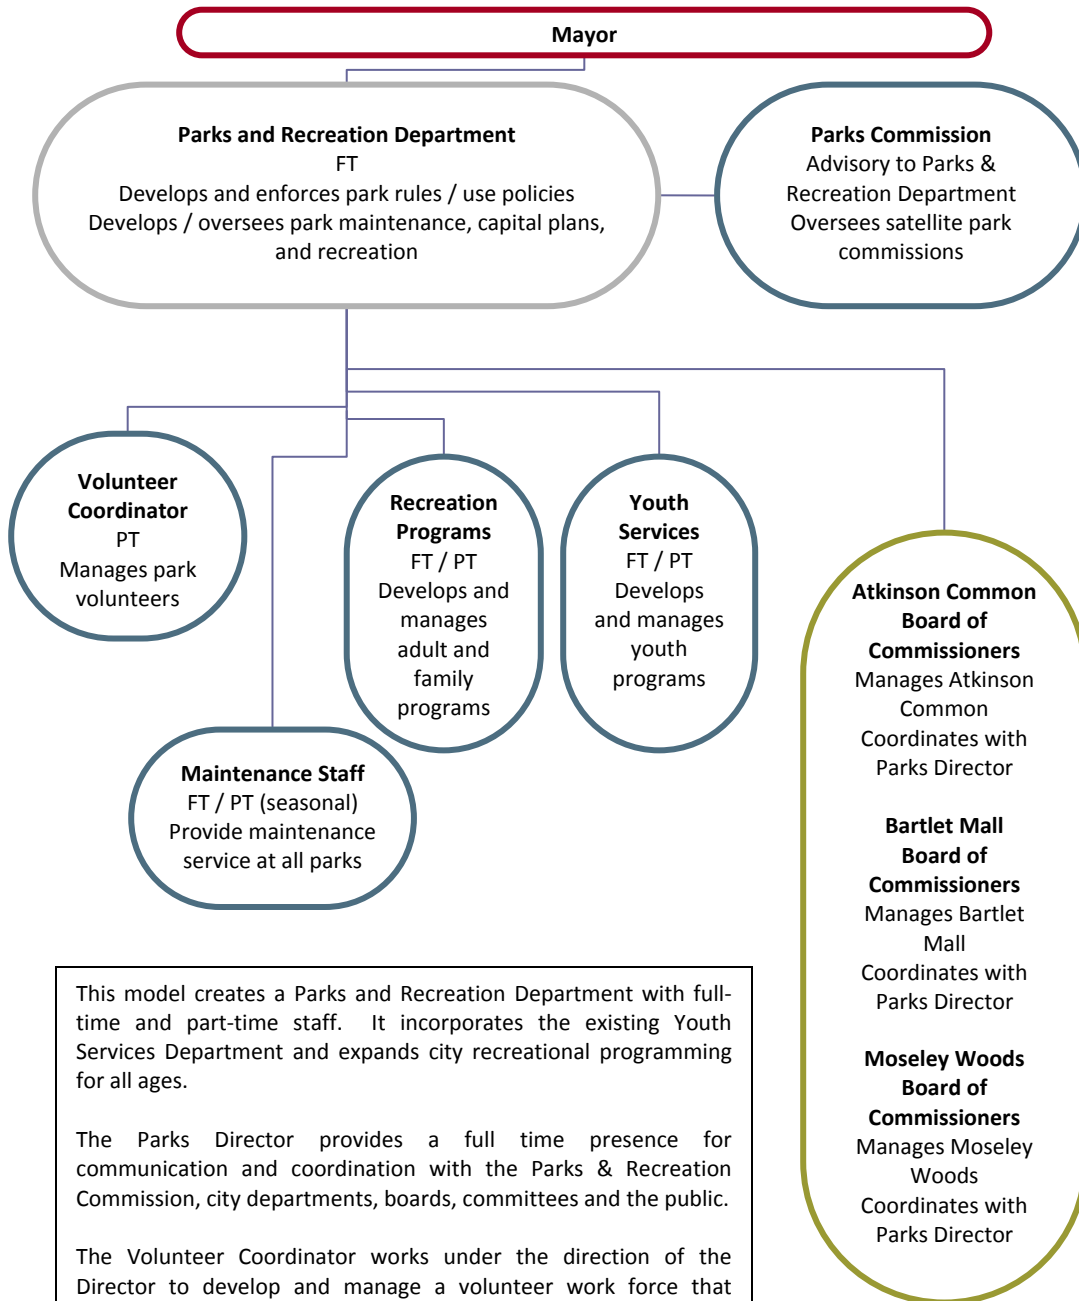 Mayor
Parks and Recreation Department
FT
Develops and enforces park rules / use policies
Develops / oversees park maintenance, capital plans,
and recreation
Parks Commission
Advisory to Parks &
Recreation Department
Oversees satellite park
commissions
Volunteer
Coordinator
PT
Manages park
volunteers
Recreation
Programs
FT / PT
Develops and
manages
adult and
family
programs
Youth
Services
FT / PT
Develops
and manages
youth
programs
Maintenance Staff
FT / PT (seasonal)
Provide maintenance
service at all parks
Atkinson Common
Board of
Commissioners
Manages Atkinson
Common
Coordinates with
Parks Director
Bartlet Mall
Board of
Commissioners
Manages Bartlet
Mall
Coordinates with
Parks Director
Moseley Woods
Board of
Commissioners
Manages Moseley
Woods
Coordinates with
Parks Director
This model creates a Parks and Recreation Department with full-
time and part-time staff. It incorporates the existing Youth
Services Department and expands city recreational programming
for all ages.
The Parks Director provides a full time presence for
communication and coordination with the Parks & Recreation
Commission, city departments, boards, committees and the public.
The Volunteer Coordinator works under the direction of the
Director to develop and manage a volunteer work force that